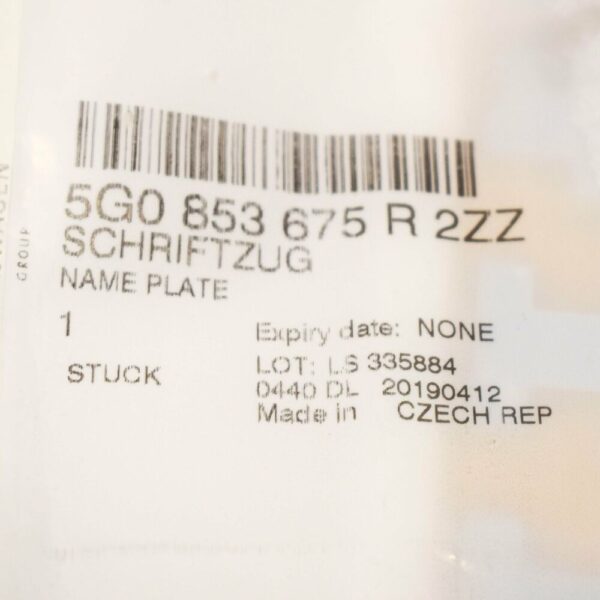 5G0 853 675 R 2ZZ
SCHRIFTZUG
NAME PLATE
1
STUCK
Expiry date: NONE
LOT: LS 335884
0440 DL 20190412
Made in CZECH REP
GROUP